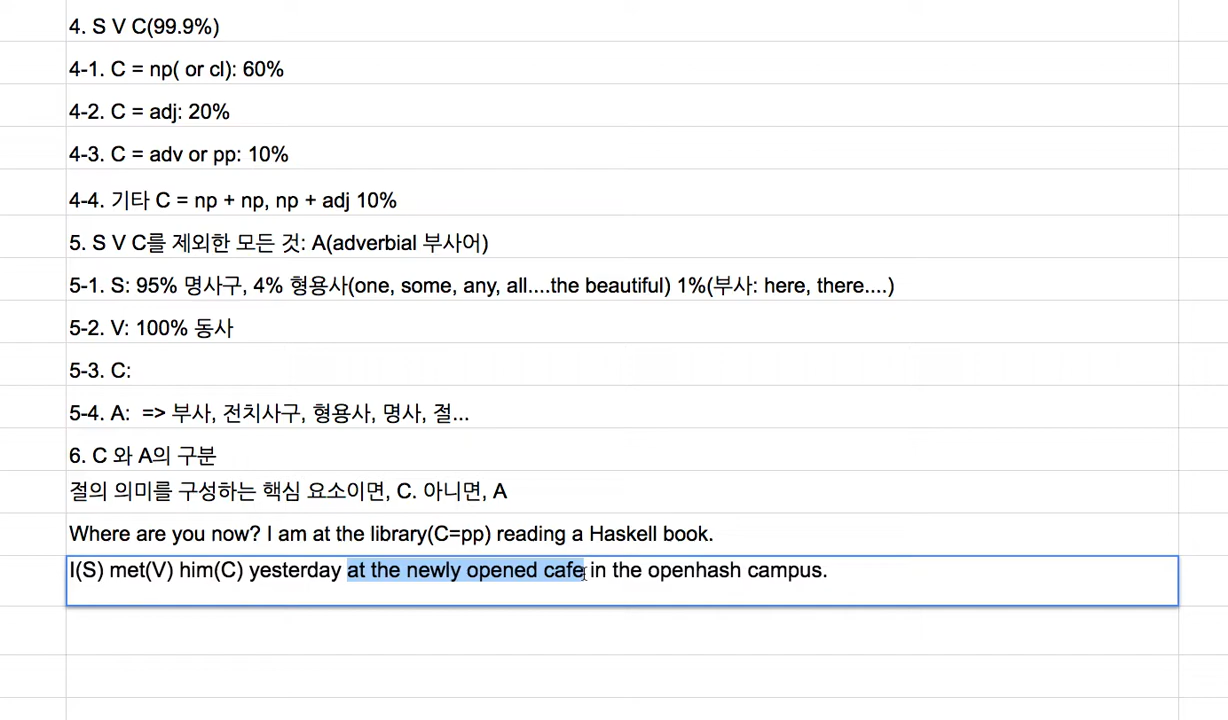 4. S V C(99.9%)
4-1. C = np( or cl): 60%
4-2. C = adj: 20%
4-3. C = adv or pp: 10%
4-4. 기타 C = np + np, np + adj 10%
5. S V C를 제외한 모든 것: A(adverbial 부사어)
5-1. S: 95% 명사구, 4% 형용사(one, some, any, all....the beautiful) 1%(부사: here, there....)
5-2. V: 100% 동사
5-3. C:
5-4. A:  => 부사, 전치사구, 형용사, 명사, 절...
6. C 와 A의 구분
절의 의미를 구성하는 핵심 요소이면, C. 아니면, A
Where are you now? I am at the library(C=pp) reading a Haskell book.
I(S) met(V) him(C) yesterday at the newly opened cafe in the openhash campus.